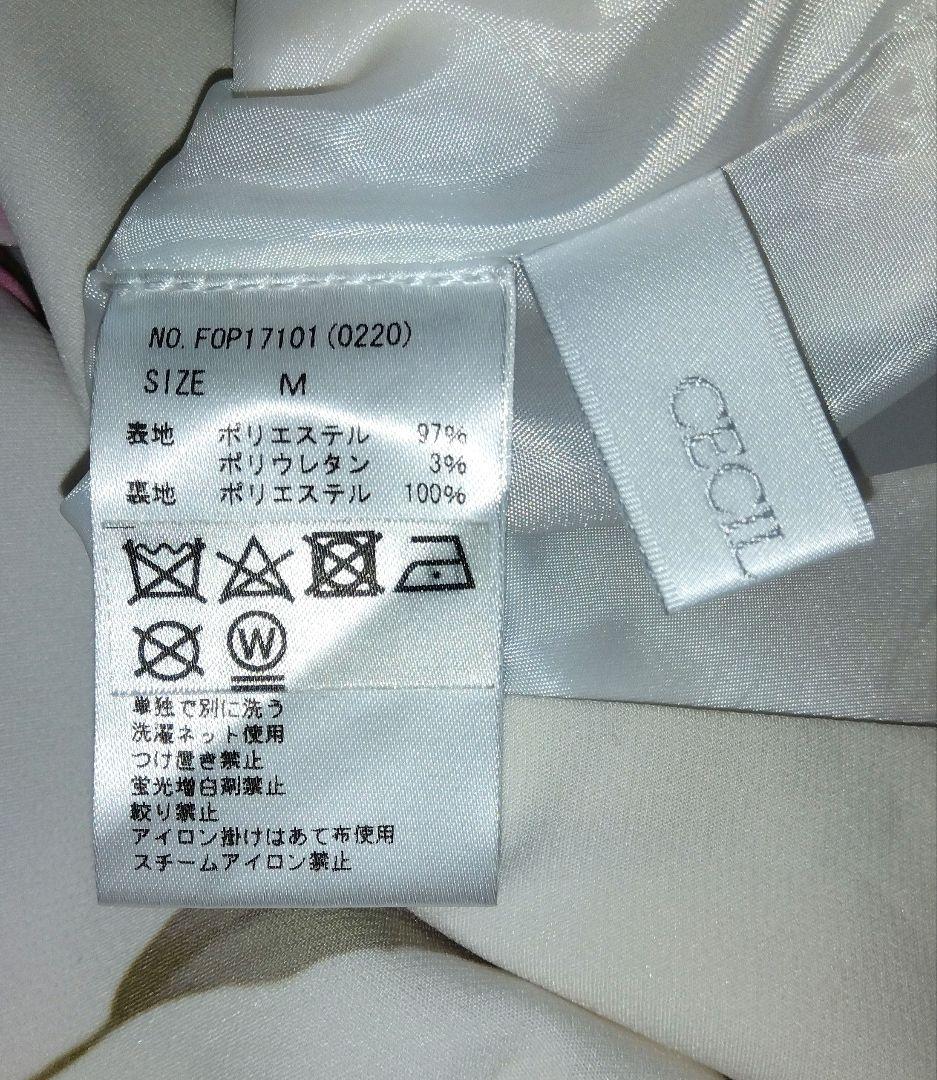 NO. FOP17101(0220)
SIZE M
表地 ポリエステル 97%
ポリウレタン 3%
裏地 ポリエステル 100%
W
単独で別に洗う
洗濯ネット使用
つけ置き禁止
蛍光増白剤禁止
絞り禁止
アイロン掛けはあて布使用
スチームアイロン禁止
CECIL